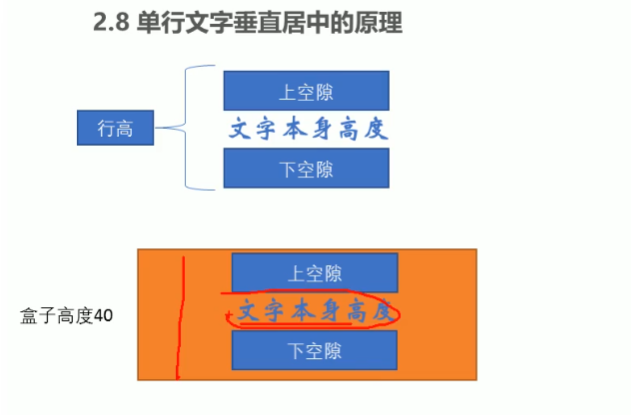 2.8 单行文字垂直居中的原理
上空隙
行高
文字本身高度
下空隙
上空隙
盒子高度40
文字本身高度
下空隙